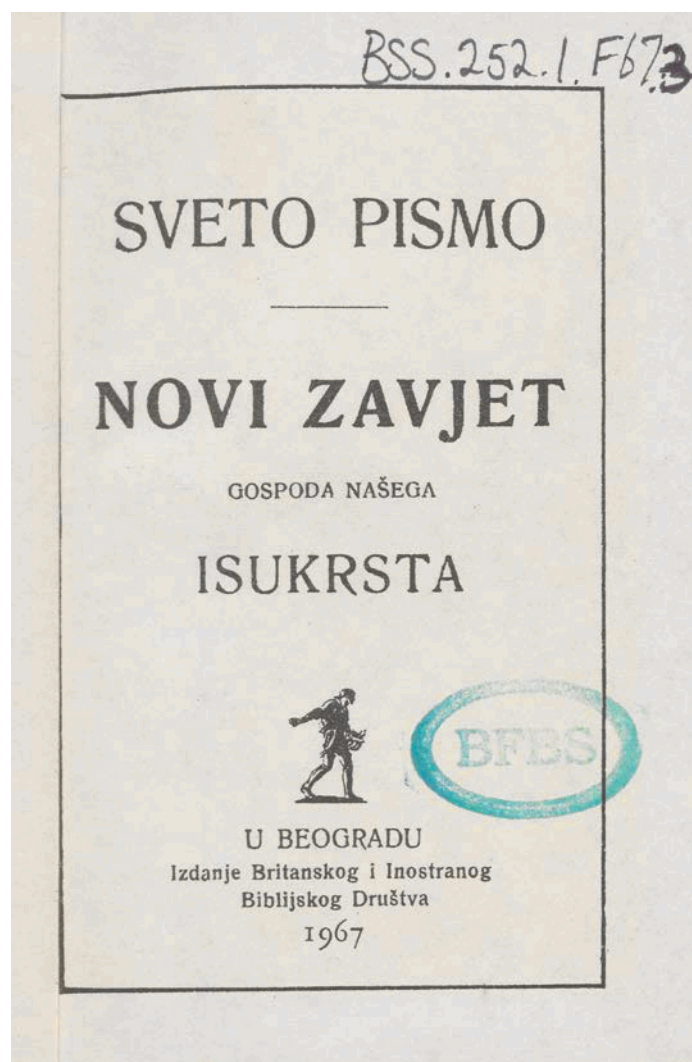 BSS.252.1.F67.3
SVETO PISMO
NOVI ZAVJET
GOSPODA NAŠEGA
ISUKRSTA
BFBS
U BEOGRADU
Izdanje Britanskog i Inostranog
Biblijskog Društva
1967